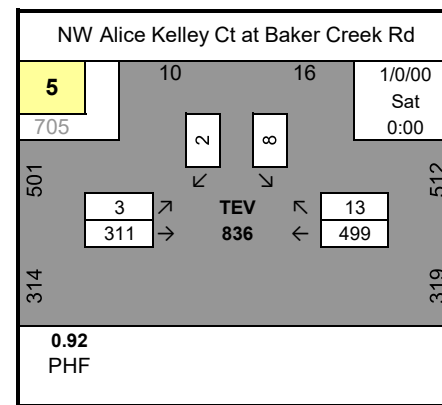 NW Alice Kelley Ct at Baker Creek Rd
5
10
16
1/0/00
705
Sat
0:00
2
8
501
512
3 ↗ TEV ↖ 13
311 → 836 ← 499
↙ ↘
314
319
0.92
PHF